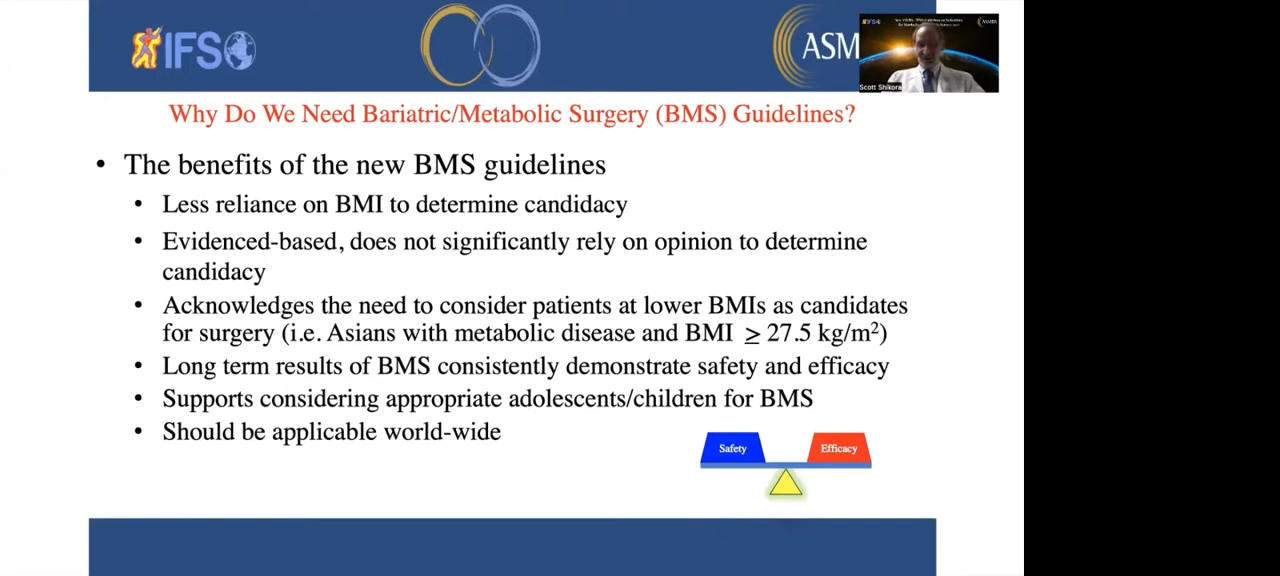 IFSO
ASM
Scott Shikora
Why Do We Need Bariatric/Metabolic Surgery (BMS) Guidelines?
• The benefits of the new BMS guidelines
• Less reliance on BMI to determine candidacy
• Evidenced-based, does not significantly rely on opinion to determine
candidacy
• Acknowledges the need to consider patients at lower BMIs as candidates
for surgery (i.e. Asians with metabolic disease and BMI ≥ 27.5 kg/m²)
• Long term results of BMS consistently demonstrate safety and efficacy
• Supports considering appropriate adolescents/children for BMS
• Should be applicable world-wide
Safety
Efficacy